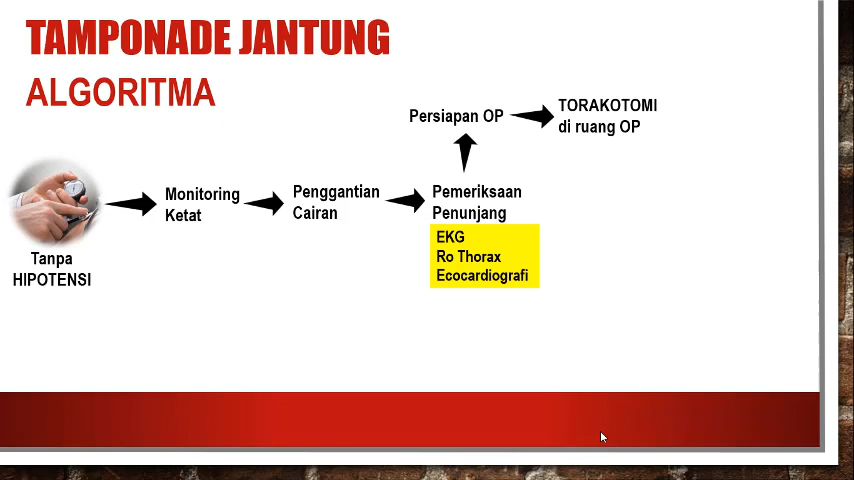 TAMPONADE JANTUNG
ALGORITMA
Persiapan OP
TORAKOTOMI
di ruang OP
Tanpa
HIPOTENSI
Monitoring
Ketat
Penggantian
Cairan
Pemeriksaan
Penunjang
EKG
Ro Thorax
Ecocardiografi